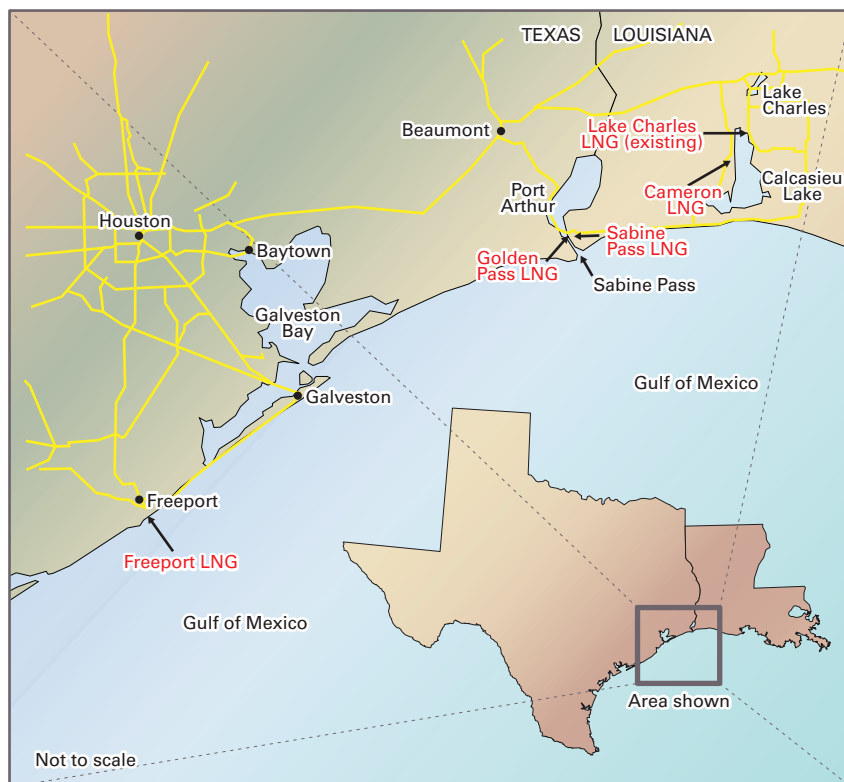 TEXAS LOUISIANA
Lake
Charles
Beaumont
Lake Charles
LNG (existing)
Port
Arthur
Cameron
LNG
Calcasieu
Lake
Houston
Baytown
Golden
Pass LNG
Sabine
Pass LNG
Sabine Pass
Galveston
Bay
Gulf of Mexico
Galveston
Freeport
Freeport LNG
Gulf of Mexico
Area shown
Not to scale